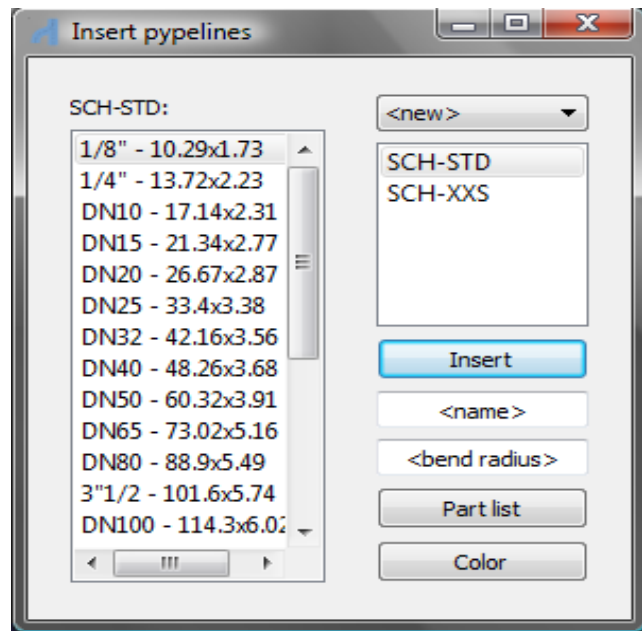 Insert pypelines
SCH-STD:
1/8" - 10.29x1.73
1/4" - 13.72x2.23
DN10 - 17.14x2.31
DN15 - 21.34x2.77
DN20 - 26.67x2.87
DN25 - 33.4x3.38
DN32 - 42.16x3.56
DN40 - 48.26x3.68
DN50 - 60.32x3.91
DN65 - 73.02x5.16
DN80 - 88.9x5.49
3"1/2 - 101.6x5.74
DN100 - 114.3x6.02
<new>
SCH-STD
SCH-XXS
Insert
<name>
<bend radius>
Part list
Color